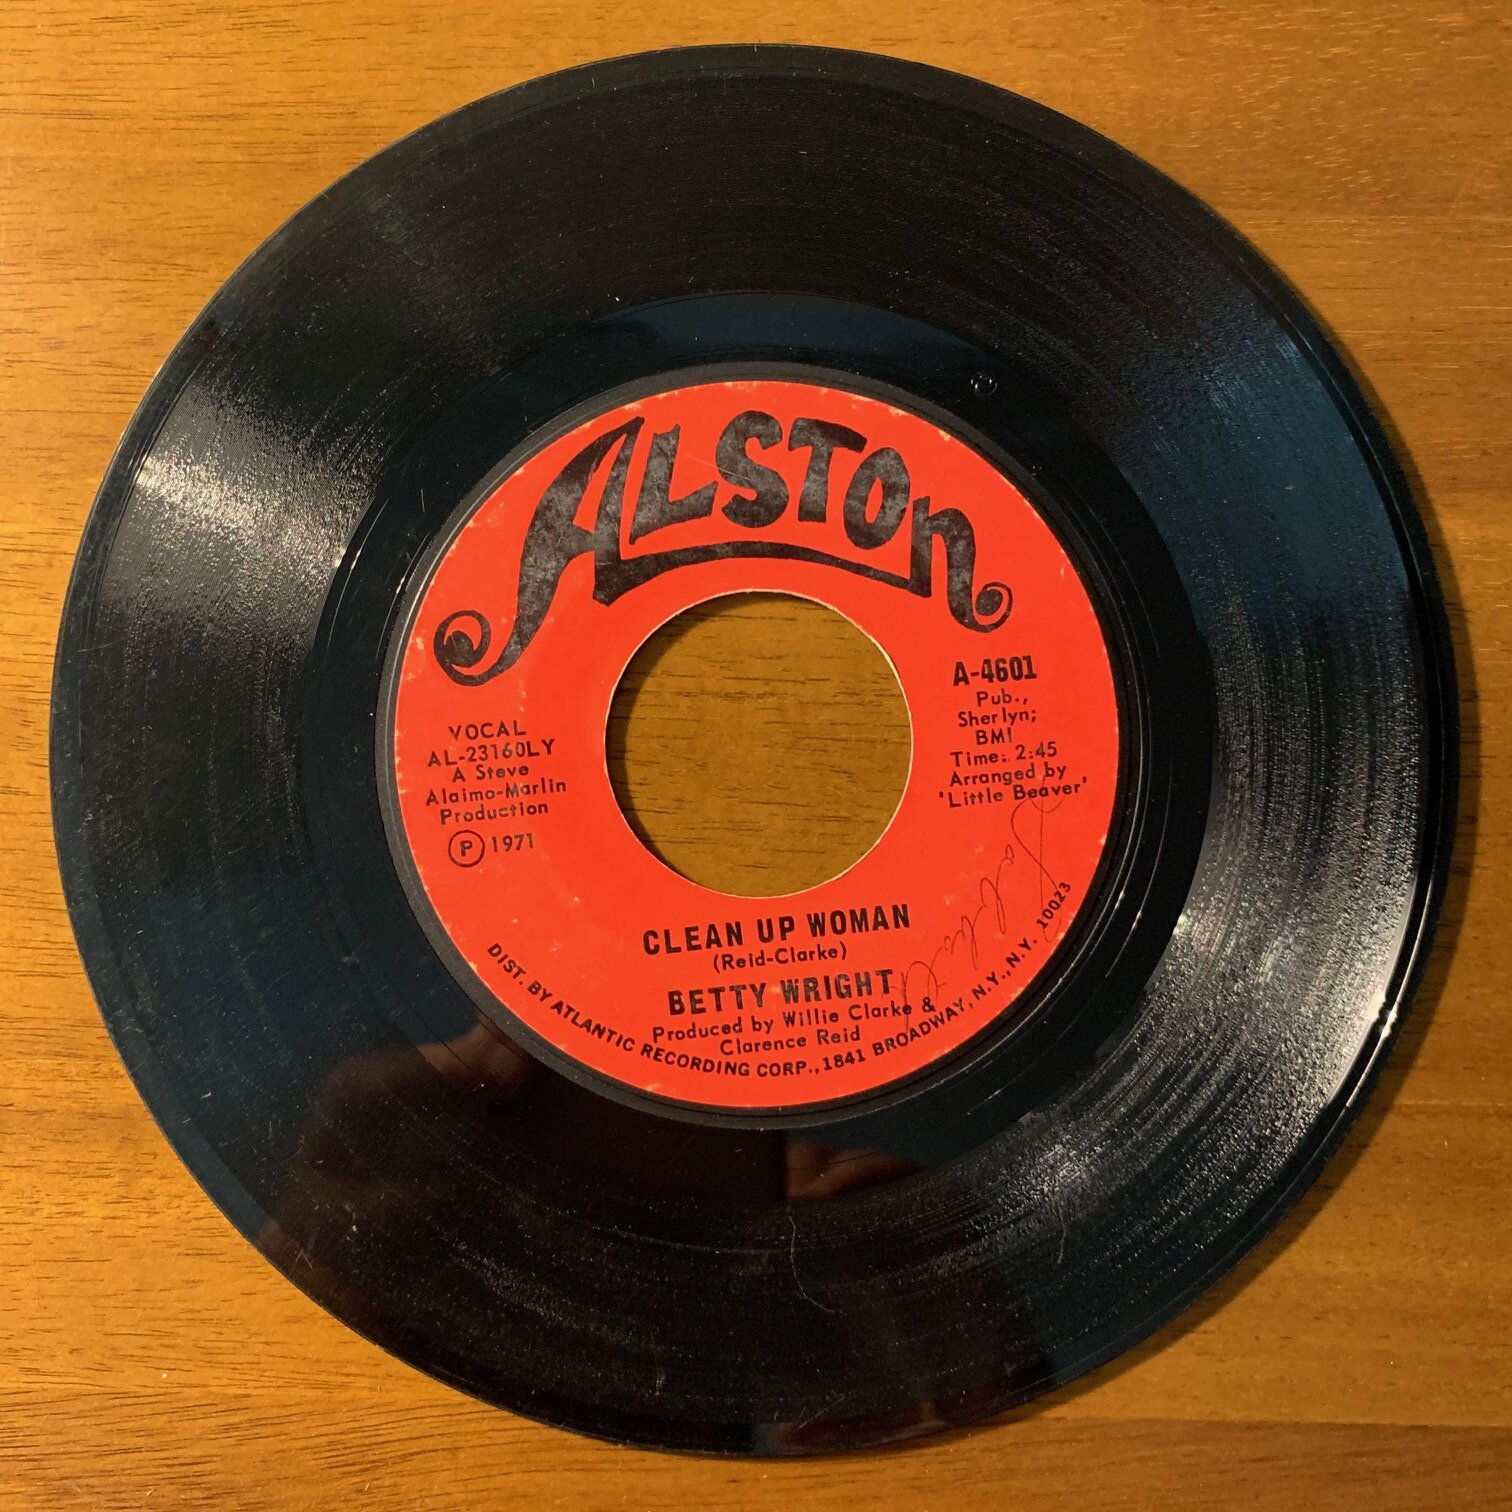 ALSTON
A-4601
Pub.,
Sherlyn;
BMI
Time: 2:45
Arranged by
'Little Beaver'
VOCAL
AL-23160LY
A Steve
Alaimo-Marlin
Production
Ⓟ 1971
CLEAN UP WOMAN
(Reid-Clarke)
BETTY WRIGHT
Produced by Willie Clarke &
Clarence Reid
DIST. BY ATLANTIC RECORDING CORP., 1841 BROADWAY, N.Y., N.Y. 10023